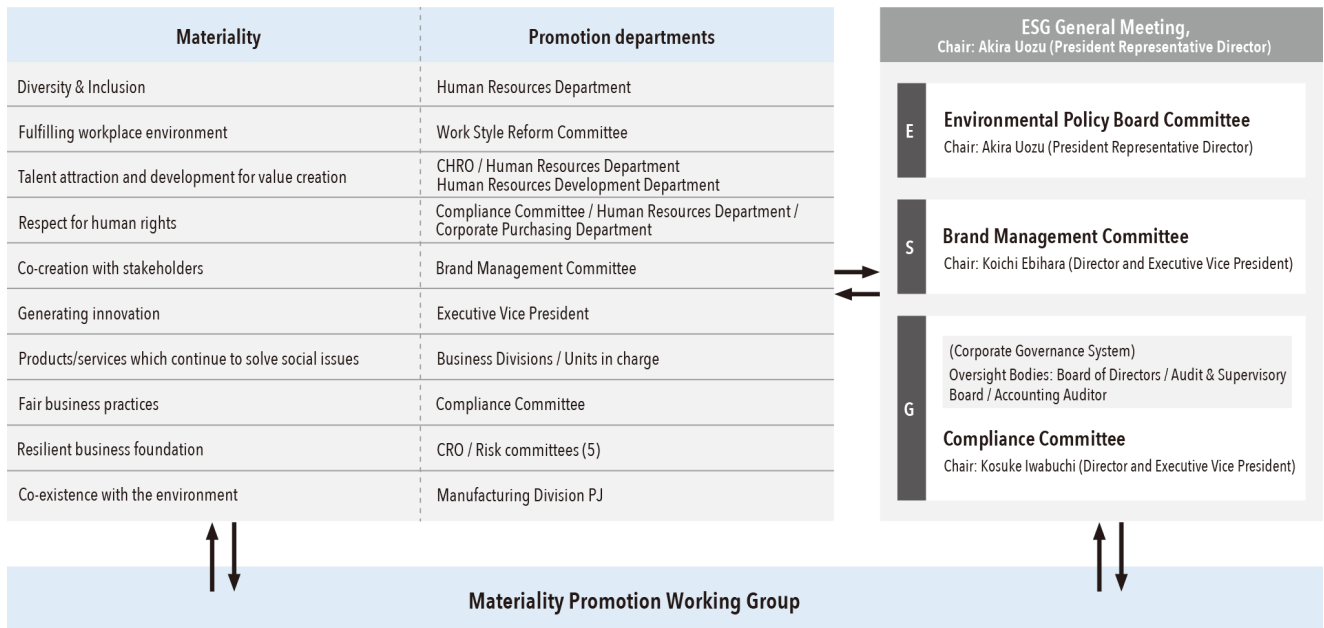 Materiality
Promotion departments
Diversity & Inclusion
Human Resources Department
Fulfilling workplace environment
Work Style Reform Committee
Talent attraction and development for value creation
CHRO / Human Resources Department
Human Resources Development Department
Respect for human rights
Compliance Committee / Human Resources Department /
Corporate Purchasing Department
Co-creation with stakeholders
Brand Management Committee
Generating innovation
Executive Vice President
Products/services which continue to solve social issues
Business Divisions / Units in charge
Fair business practices
Compliance Committee
Resilient business foundation
CRO / Risk committees (5)
Co-existence with the environment
Manufacturing Division PJ
ESG General Meeting,
Chair: Akira Uozu (President Representative Director)
E
Environmental Policy Board Committee
Chair: Akira Uozu (President Representative Director)
S
Brand Management Committee
Chair: Koichi Ebihara (Director and Executive Vice President)
G
(Corporate Governance System)
Oversight Bodies: Board of Directors / Audit & Supervisory
Board / Accounting Auditor
Compliance Committee
Chair: Kosuke Iwabuchi (Director and Executive Vice President)
Materiality Promotion Working Group